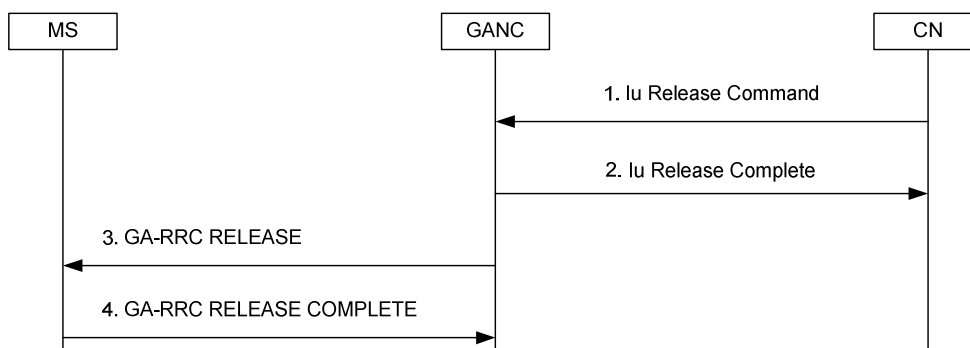 MS
GANC
CN
1. Iu Release Command
2. Iu Release Complete
3. GA-RRC RELEASE
4. GA-RRC RELEASE COMPLETE